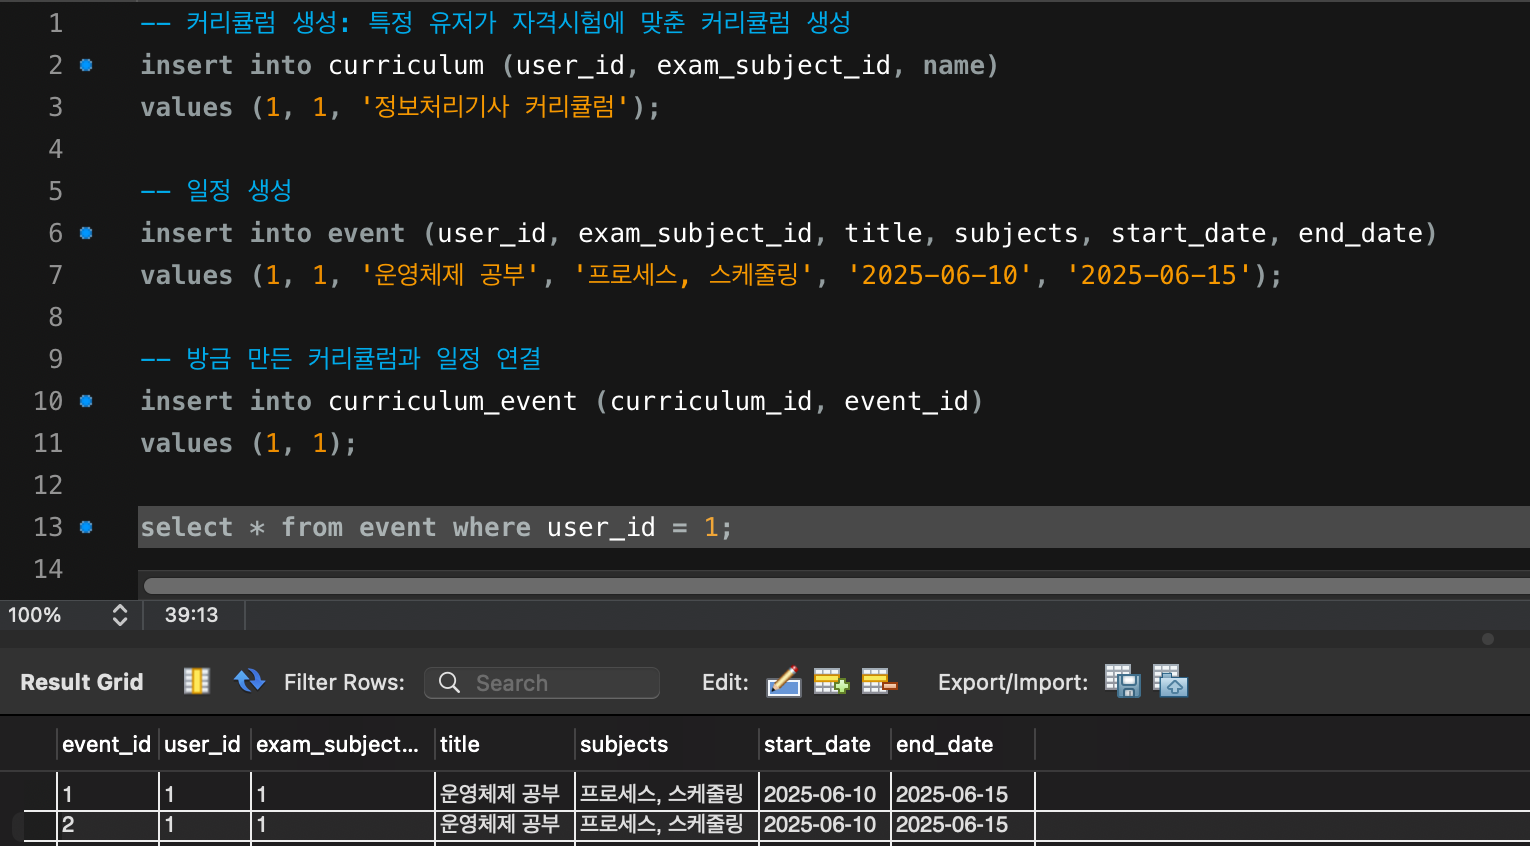 1 -- 커리큘럼 생성: 특정 유저가 자격시험에 맞춘 커리큘럼 생성
2 insert into curriculum (user_id, exam_subject_id, name)
3 values (1, 1, '정보처리기사 커리큘럼');
4
5 -- 일정 생성
6 insert into event (user_id, exam_subject_id, title, subjects, start_date, end_date)
7 values (1, 1, '운영체제 공부', '프로세스, 스케줄링', '2025-06-10', '2025-06-15');
8
9 -- 방금 만든 커리큘럼과 일정 연결
10 insert into curriculum_event (curriculum_id, event_id)
11 values (1, 1);
12
13 select * from event where user_id = 1;
14
100% 39:13
Result Grid Filter Rows: Search Edit: Export/Import:
event_id user_id exam_subject... title subjects start_date end_date
1 1 1 운영체제 공부 프로세스, 스케줄링 2025-06-10 2025-06-15
2 1 1 운영체제 공부 프로세스, 스케줄링 2025-06-10 2025-06-15